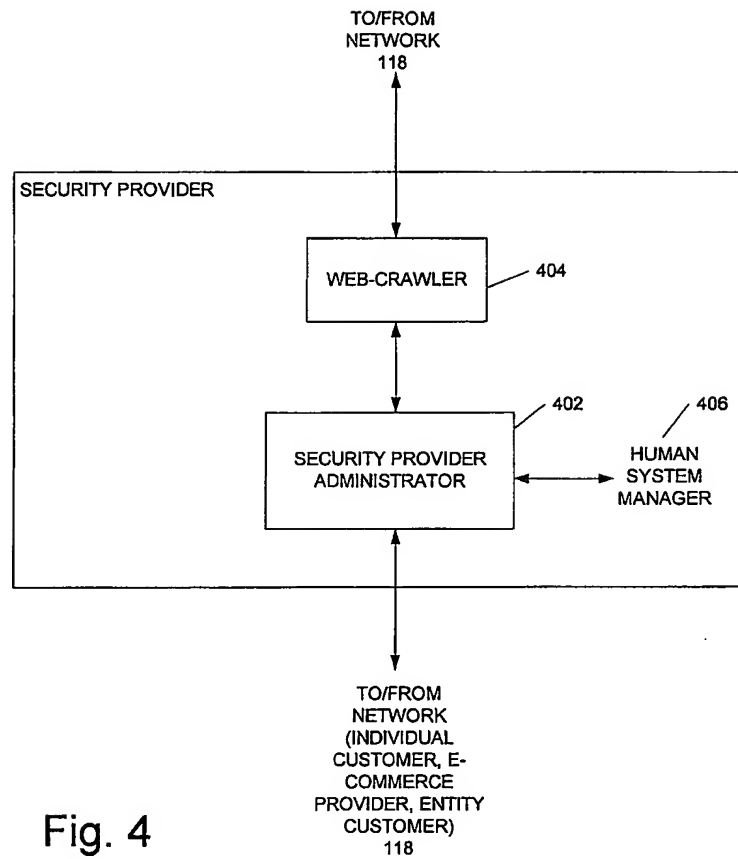 TO/FROM
NETWORK
118
SECURITY PROVIDER
WEB-CRAWLER
404
402
406
SECURITY PROVIDER
ADMINISTRATOR
HUMAN
SYSTEM
MANAGER
TO/FROM
NETWORK
(INDIVIDUAL
CUSTOMER, E-
COMMERCE
PROVIDER, ENTITY
CUSTOMER)
118
Fig. 4